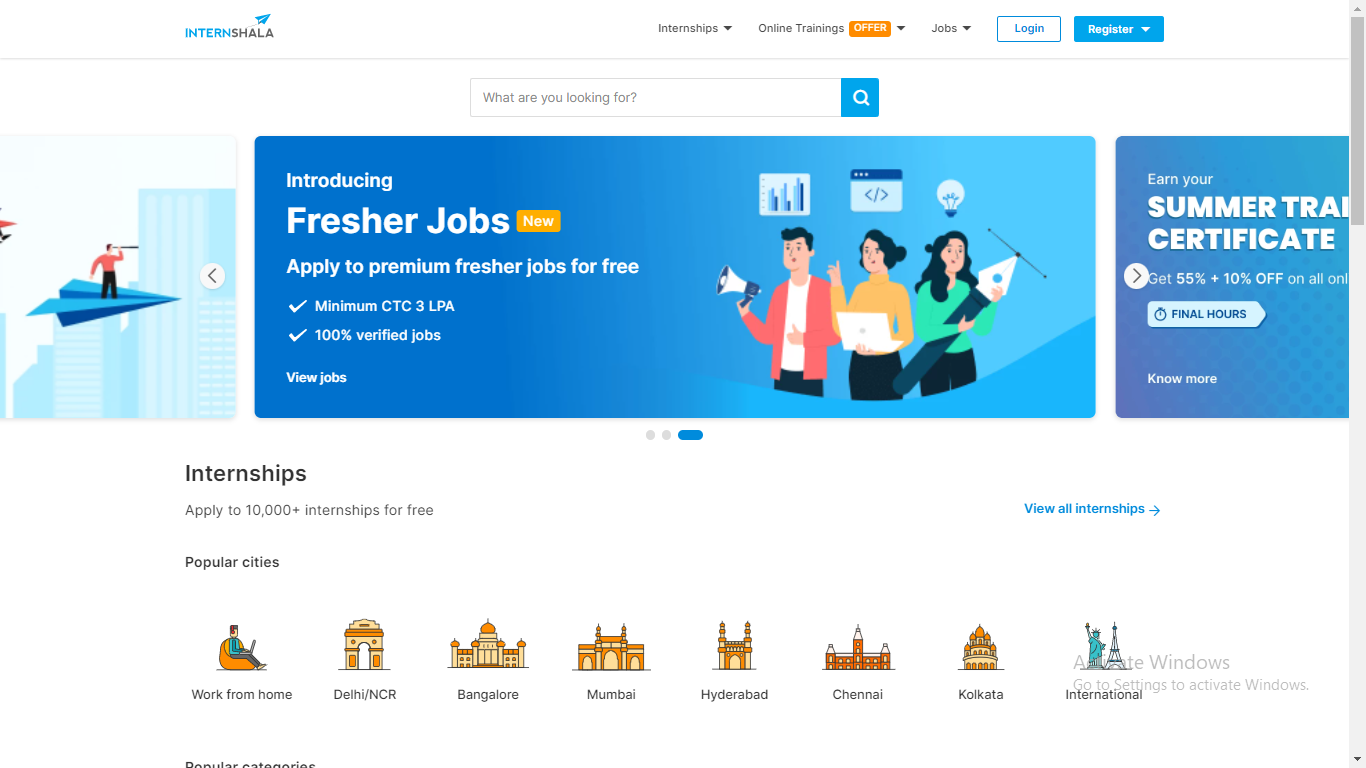 INTERNSHALA
Internships
Online Trainings OFFER
Jobs
Login
Register
What are you looking for?
Introducing
Fresher Jobs New
Apply to premium fresher jobs for free
Minimum CTC 3 LPA
100% verified jobs
View jobs
</>
Earn your
SUMMER TRAI
CERTIFICATE
Get 55% + 10% OFF on all onl
FINAL HOURS
Know more
Internships
Apply to 10,000+ internships for free
View all internships
Popular cities
Work from home
Delhi/NCR
Bangalore
Mumbai
Hyderabad
Chennai
Kolkata
International
Activate Windows
Go to Settings to activate Windows.
Popular categories